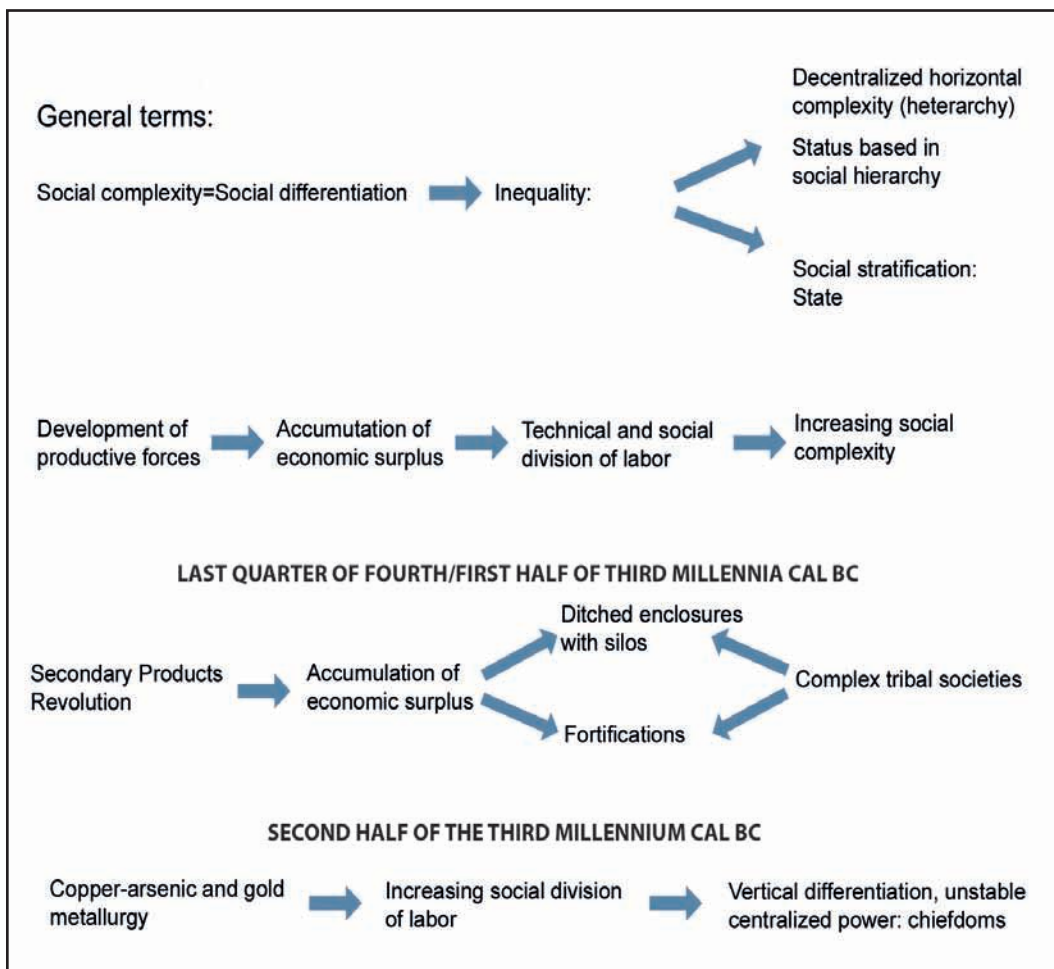 General terms:
Social complexity=Social differentiation
Inequality:
Decentralized horizontal
complexity (heterarchy)
Status based in
social hierarchy
Social stratification:
State
Development of
productive forces
Accumutation of
economic surplus
Technical and social
division of labor
Increasing social
complexity
LAST QUARTER OF FOURTH/FIRST HALF OF THIRD MILLENNIA CAL BC
Secondary Products
Revolution
Accumulation of
economic surplus
Ditched enclosures
with silos
Fortifications
Complex tribal societies
SECOND HALF OF THE THIRD MILLENNIUM CAL BC
Copper-arsenic and gold
metallurgy
Increasing social division
of labor
Vertical differentiation, unstable
centralized power: chiefdoms